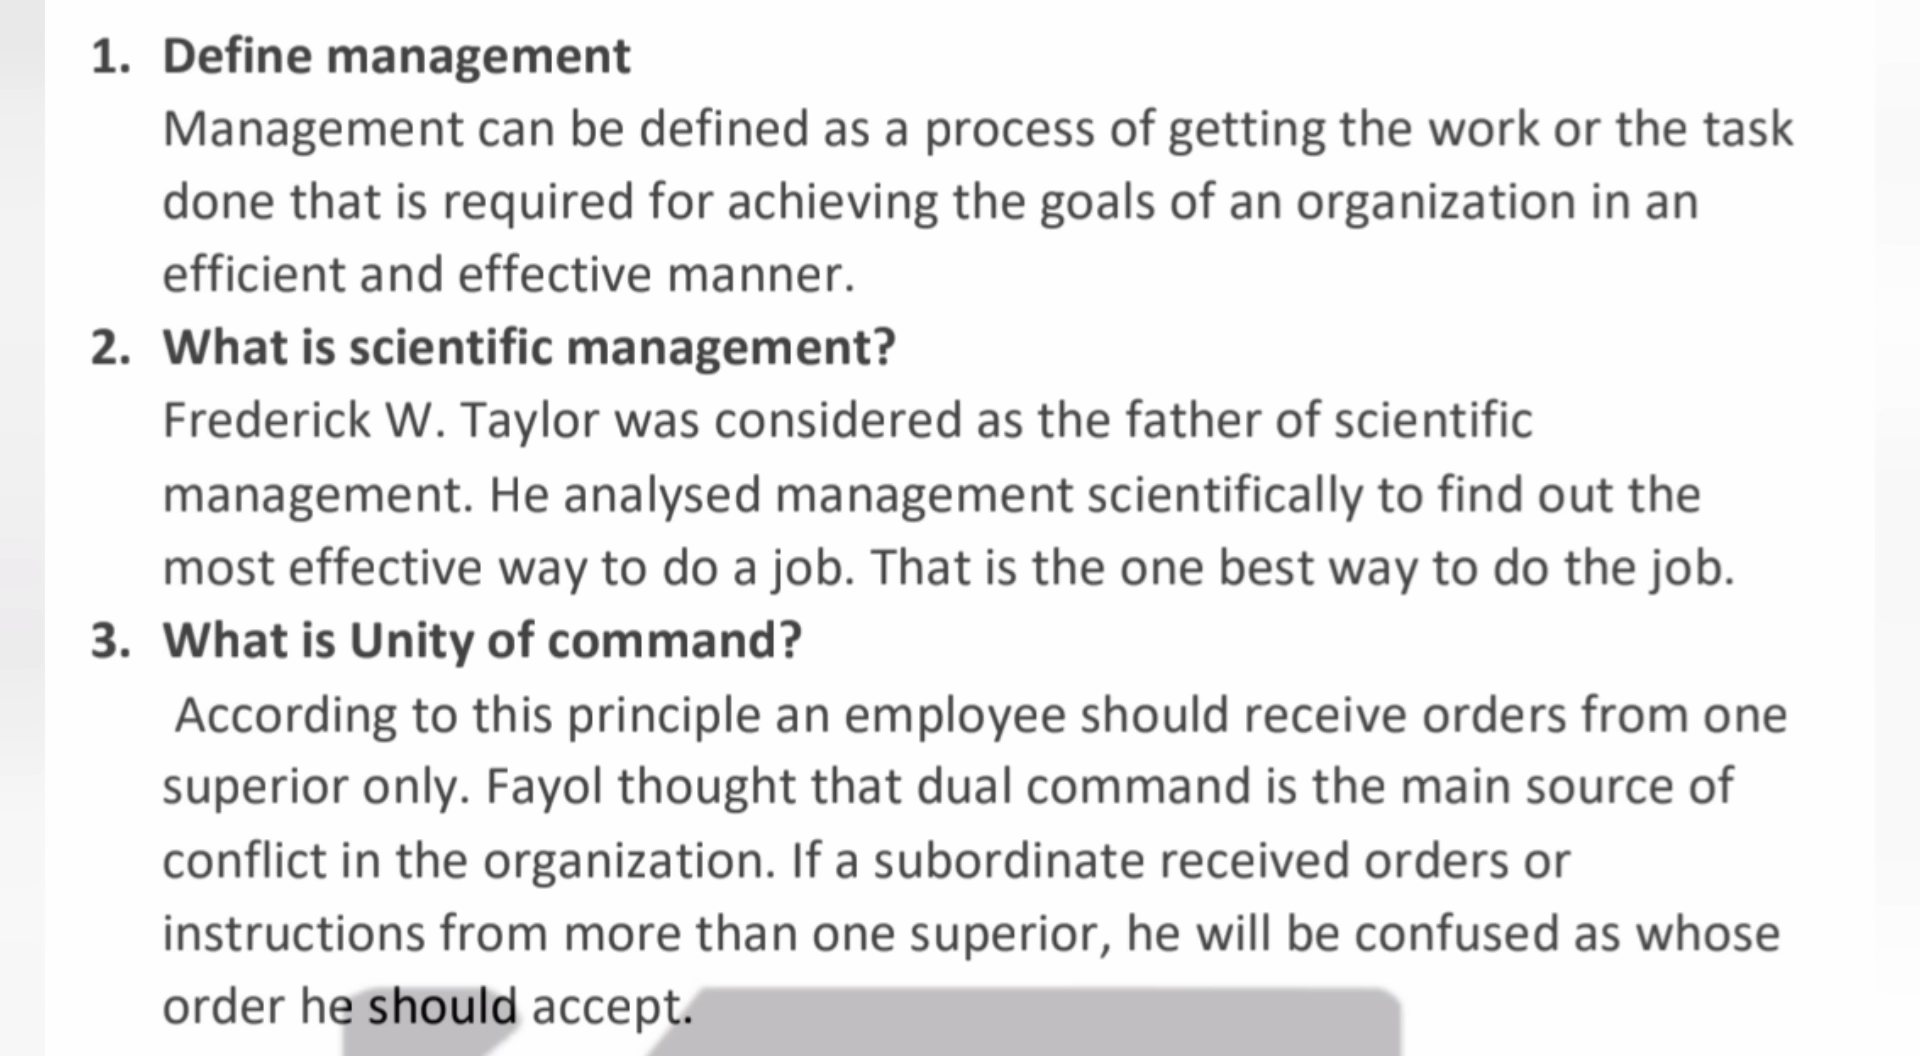 1. Define management
Management can be defined as a process of getting the work or the task
done that is required for achieving the goals of an organization in an
efficient and effective manner.
2. What is scientific management?
Frederick W. Taylor was considered as the father of scientific
management. He analysed management scientifically to find out the
most effective way to do a job. That is the one best way to do the job.
3. What is Unity of command?
According to this principle an employee should receive orders from one
superior only. Fayol thought that dual command is the main source of
conflict in the organization. If a subordinate received orders or
instructions from more than one superior, he will be confused as whose
order he should accept.